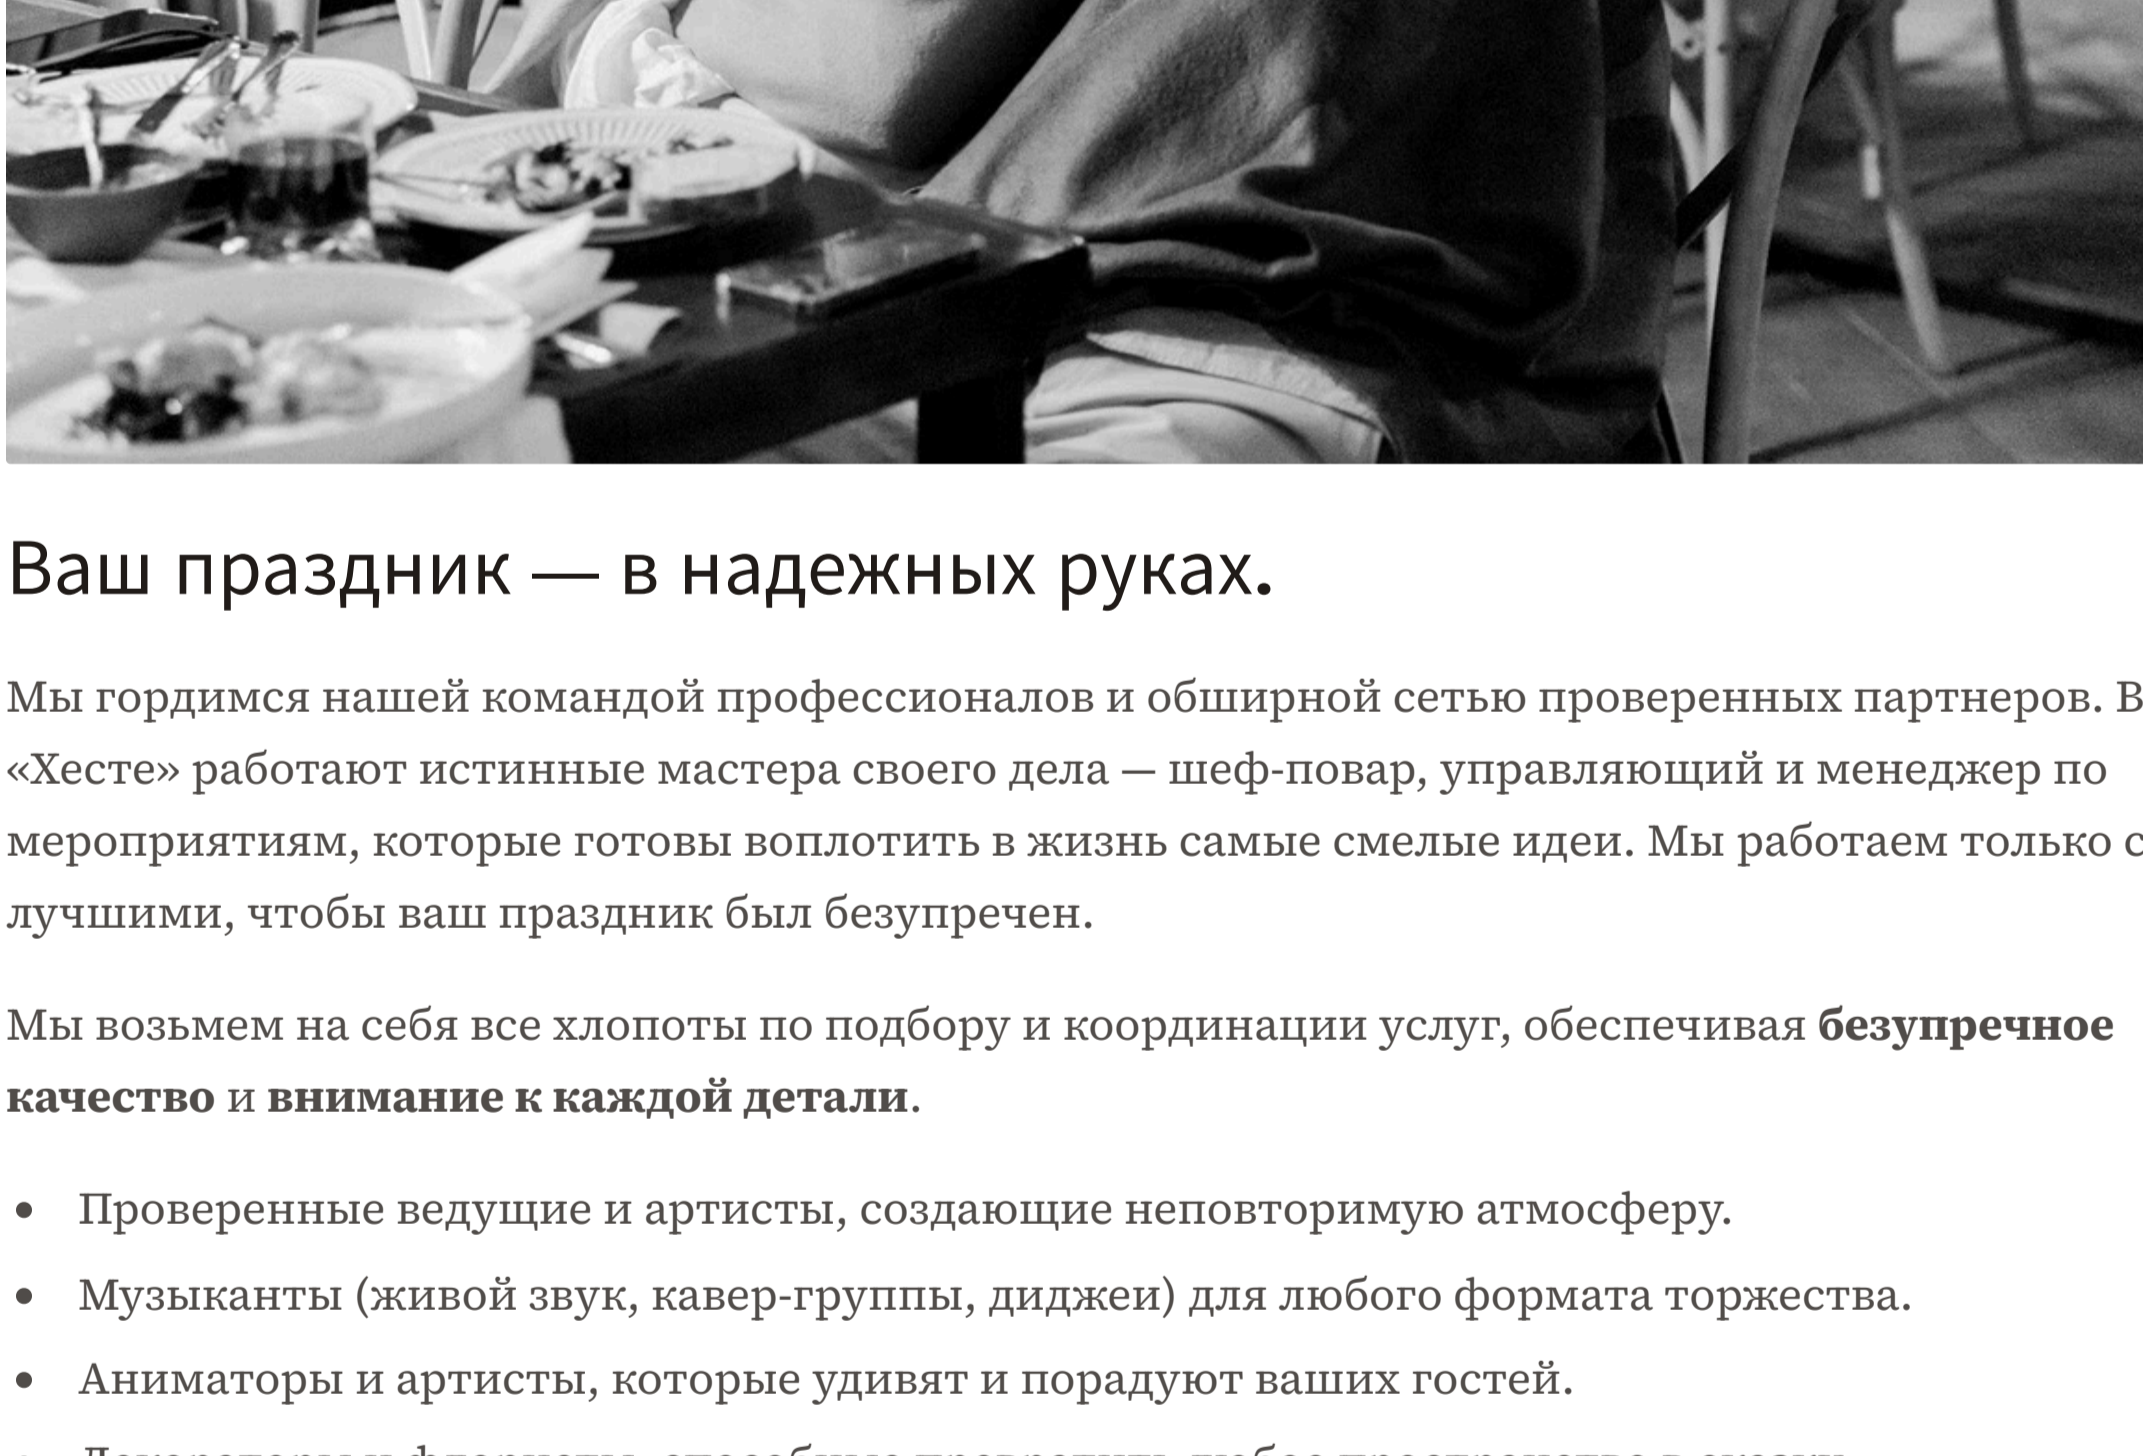 Ваш праздник — в надежных руках.
Мы гордимся нашей командой профессионалов и обширной сетью проверенных партнеров. В
«Хесте» работают истинные мастера своего дела — шеф-повар, управляющий и менеджер по
мероприятиям, которые готовы воплотить в жизнь самые смелые идеи. Мы работаем только с
лучшими, чтобы ваш праздник был безупречен.
Мы возьмем на себя все хлопоты по подбору и координации услуг, обеспечивая безупречное
качество и внимание к каждой детали.
• Проверенные ведущие и артисты, создающие неповторимую атмосферу.
• Музыканты (живой звук, кавер-группы, диджеи) для любого формата торжества.
• Аниматоры и артисты, которые удивят и порадуют ваших гостей.